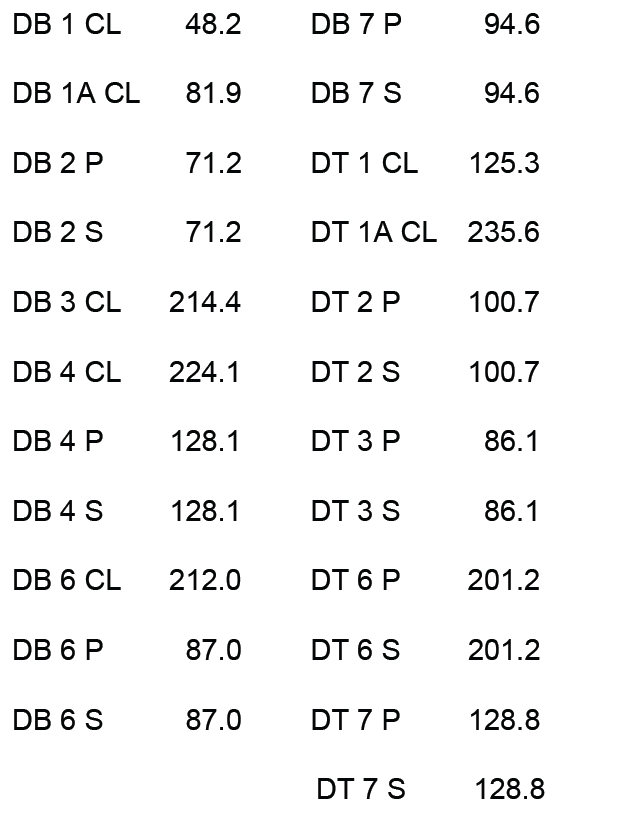 DB 1 CL 48.2 DB 7 P 94.6
DB 1A CL 81.9 DB 7 S 94.6
DB 2 P 71.2 DT 1 CL 125.3
DB 2 S 71.2 DT 1A CL 235.6
DB 3 CL 214.4 DT 2 P 100.7
DB 4 CL 224.1 DT 2 S 100.7
DB 4 P 128.1 DT 3 P 86.1
DB 4 S 128.1 DT 3 S 86.1
DB 6 CL 212.0 DT 6 P 201.2
DB 6 P 87.0 DT 6 S 201.2
DB 6 S 87.0 DT 7 P 128.8
DT 7 S 128.8